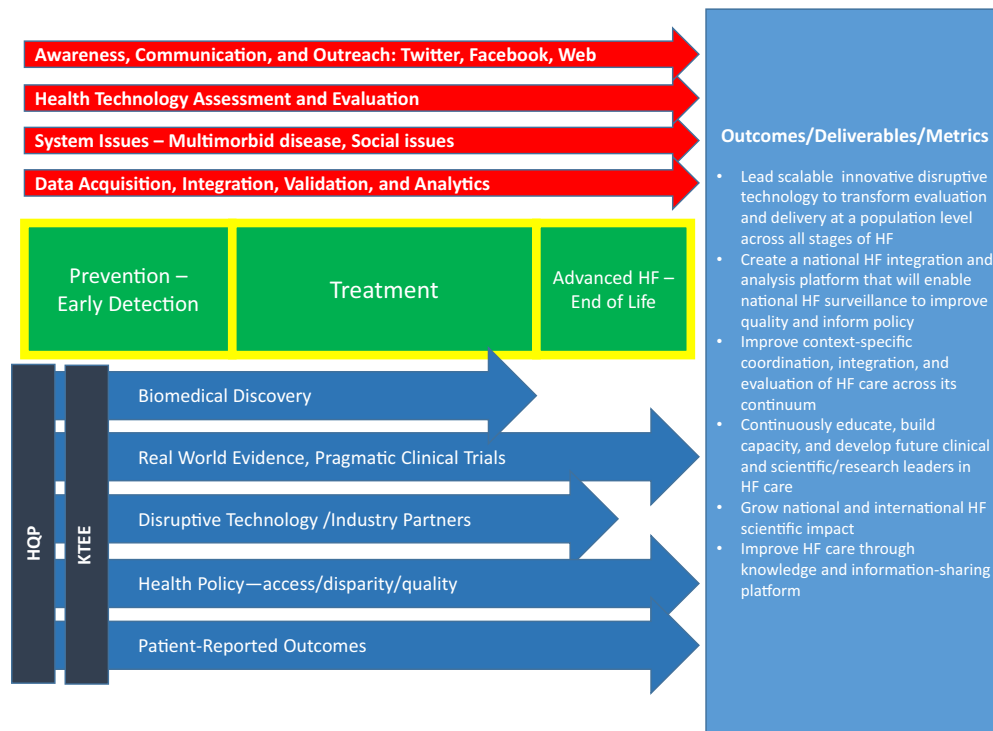 Awareness, Communication, and Outreach: Twitter, Facebook, Web
Health Technology Assessment and Evaluation
System Issues – Multimorbid disease, Social issues
Data Acquisition, Integration, Validation, and Analytics
Prevention –
Early Detection
Treatment
Advanced HF –
End of Life
HQP
KTEE
Biomedical Discovery
Real World Evidence, Pragmatic Clinical Trials
Disruptive Technology /Industry Partners
Health Policy—access/disparity/quality
Patient-Reported Outcomes
Outcomes/Deliverables/Metrics
• Lead scalable innovative disruptive
technology to transform evaluation
and delivery at a population level
across all stages of HF
• Create a national HF integration and
analysis platform that will enable
national HF surveillance to improve
quality and inform policy
• Improve context-specific
coordination, integration, and
evaluation of HF care across its
continuum
• Continuously educate, build
capacity, and develop future clinical
and scientific/research leaders in
HF care
• Grow national and international HF
scientific impact
• Improve HF care through
knowledge and information-sharing
platform